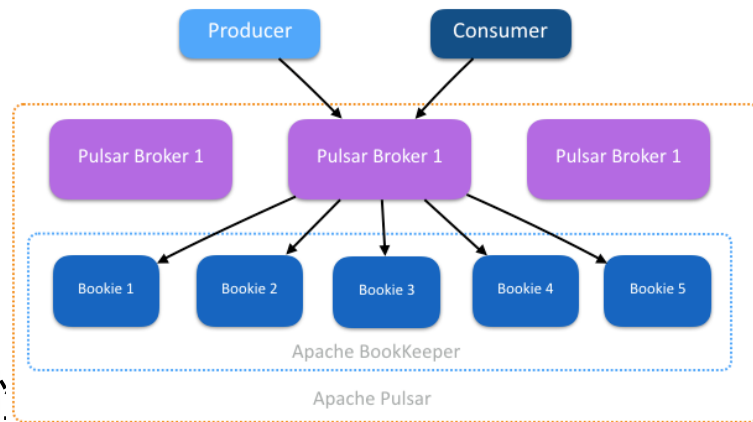 Producer
Consumer
Pulsar Broker 1
Pulsar Broker 1
Pulsar Broker 1
Bookie 1
Bookie 2
Bookie 3
Bookie 4
Bookie 5
Apache BookKeeper
Apache Pulsar